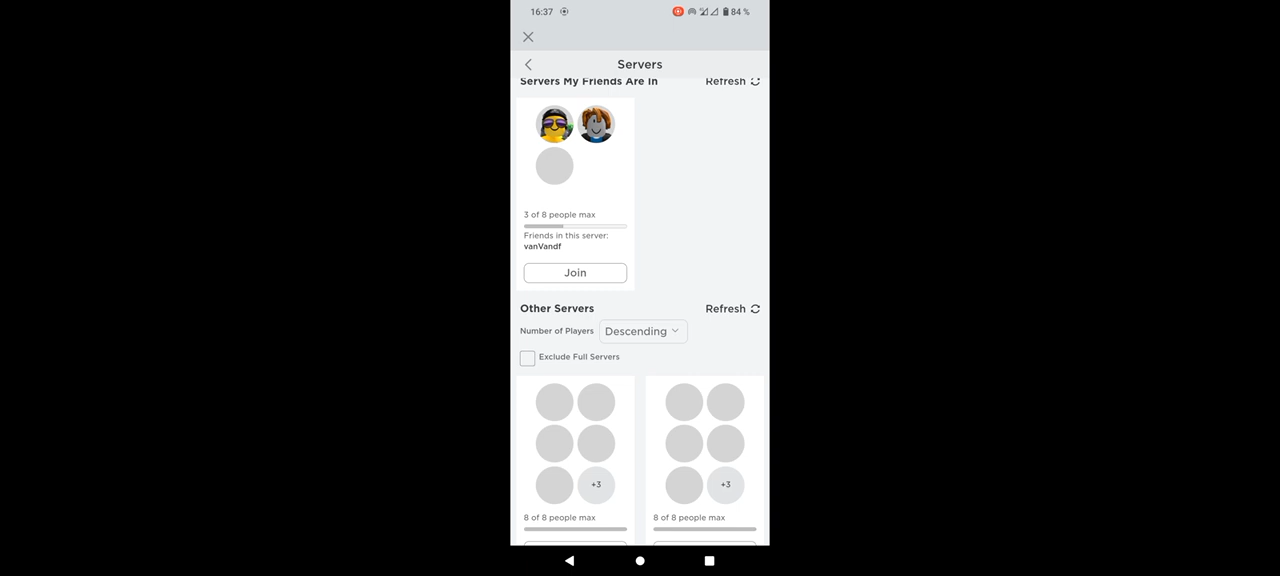 16:37
84 %
Servers
Servers My Friends Are In
Refresh
3 of 8 people max
Friends in this server:
vanVandf
Join
Other Servers
Refresh
Number of Players
Descending
Exclude Full Servers
+3
+3
8 of 8 people max
8 of 8 people max